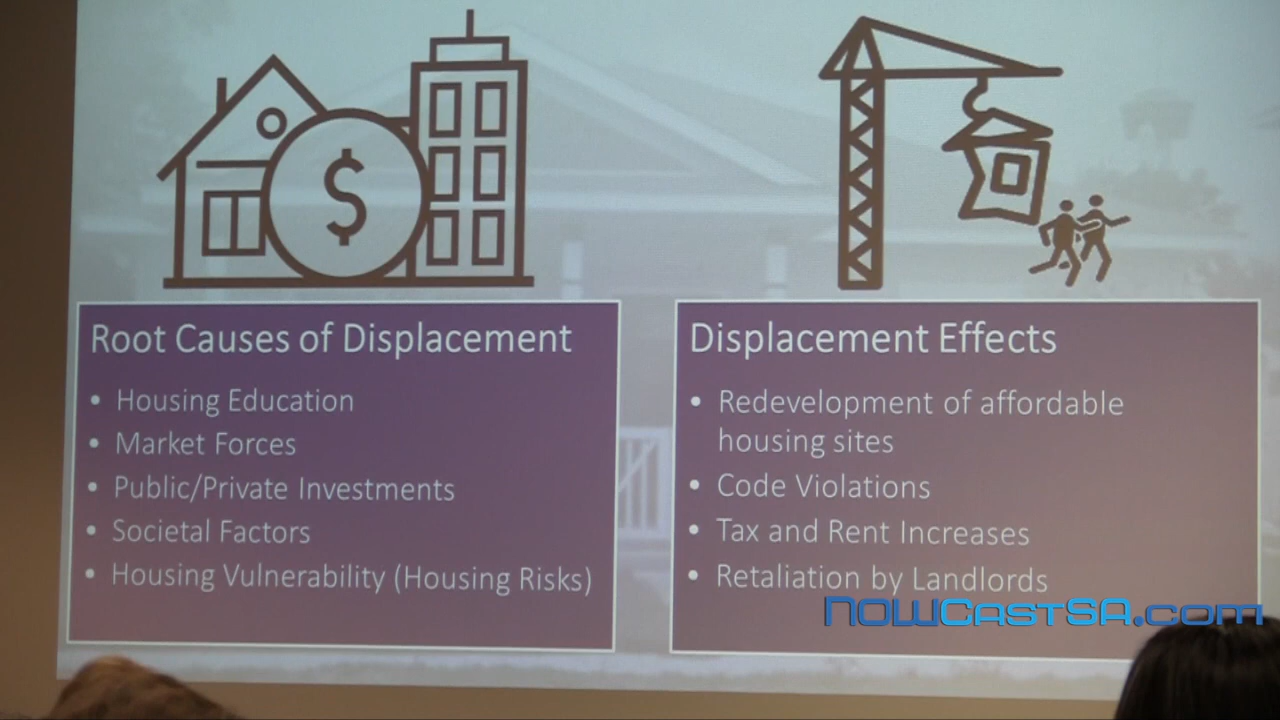 $
Root Causes of Displacement
• Housing Education
• Market Forces
• Public/Private Investments
• Societal Factors
• Housing Vulnerability (Housing Risks)
Displacement Effects
• Redevelopment of affordable
housing sites
• Code Violations
• Tax and Rent Increases
• Retaliation by Landlords
NOWCastSA.com